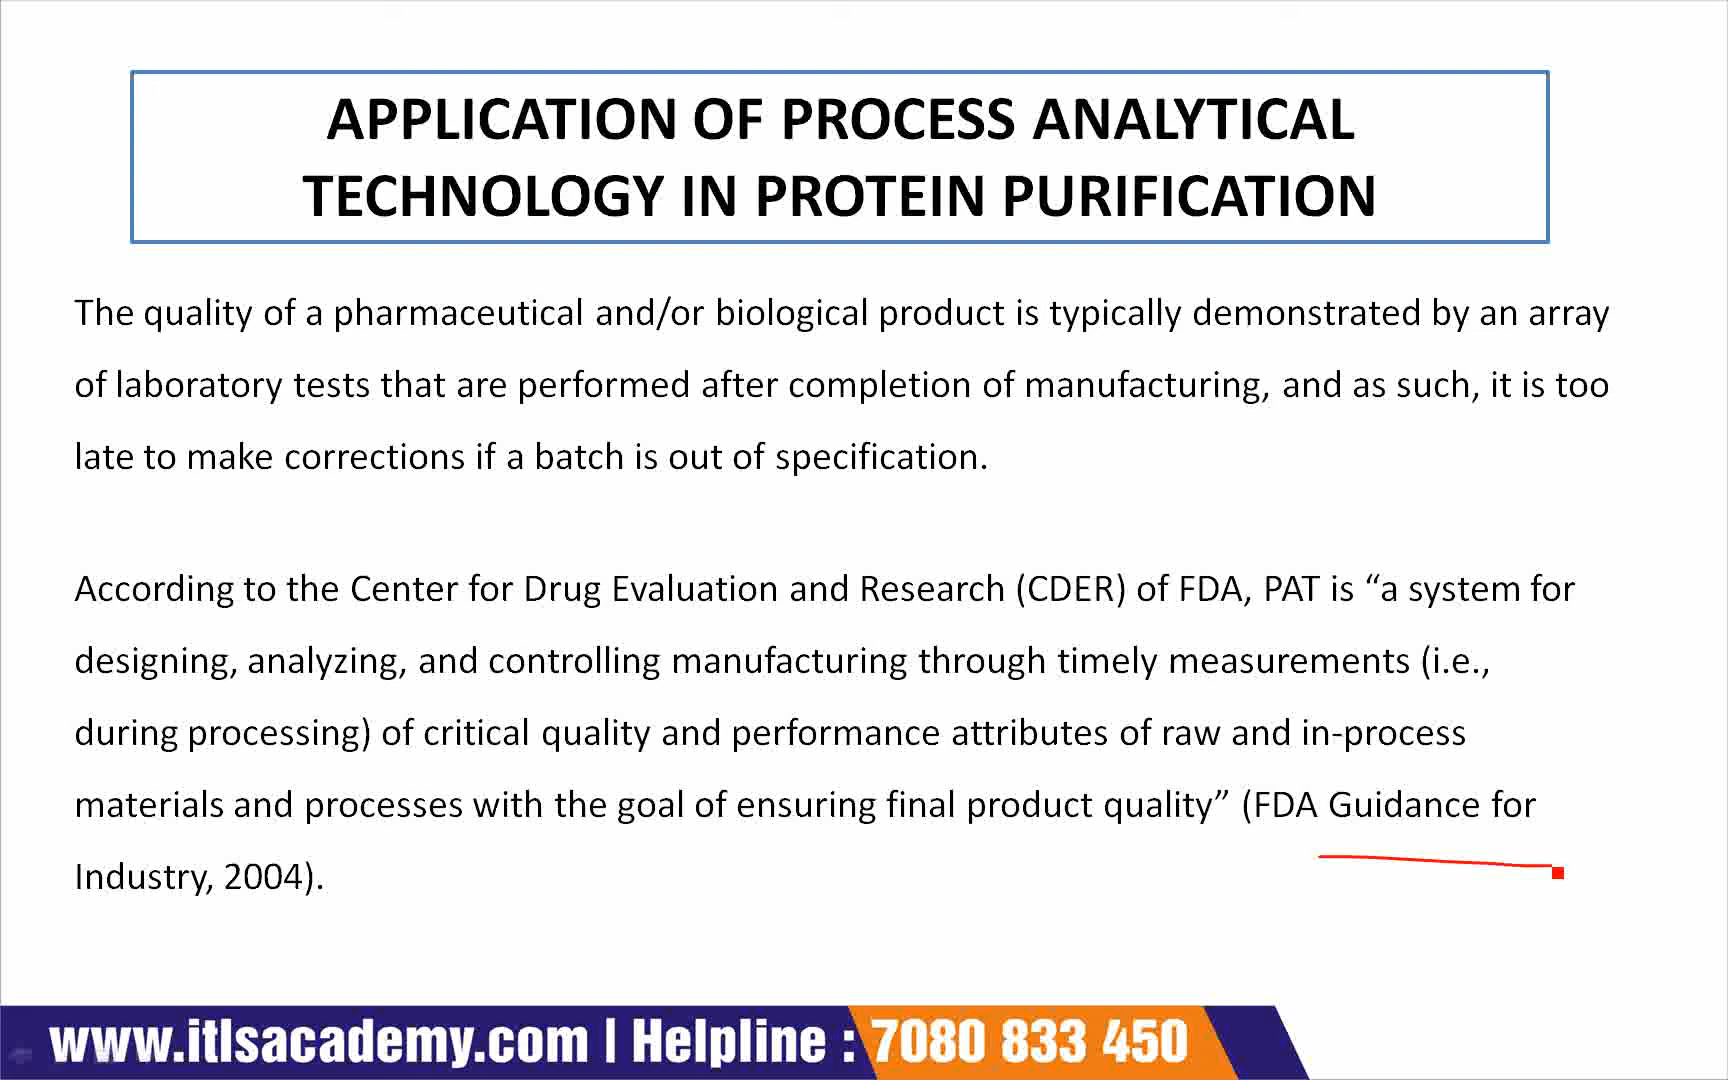 APPLICATION OF PROCESS ANALYTICAL
TECHNOLOGY IN PROTEIN PURIFICATION
The quality of a pharmaceutical and/or biological product is typically demonstrated by an array
of laboratory tests that are performed after completion of manufacturing, and as such, it is too
late to make corrections if a batch is out of specification.
According to the Center for Drug Evaluation and Research (CDER) of FDA, PAT is “a system for
designing, analyzing, and controlling manufacturing through timely measurements (i.e.,
during processing) of critical quality and performance attributes of raw and in-process
materials and processes with the goal of ensuring final product quality” (FDA Guidance for
Industry, 2004).
www.itlsacademy.com | Helpline : 7080 833 450